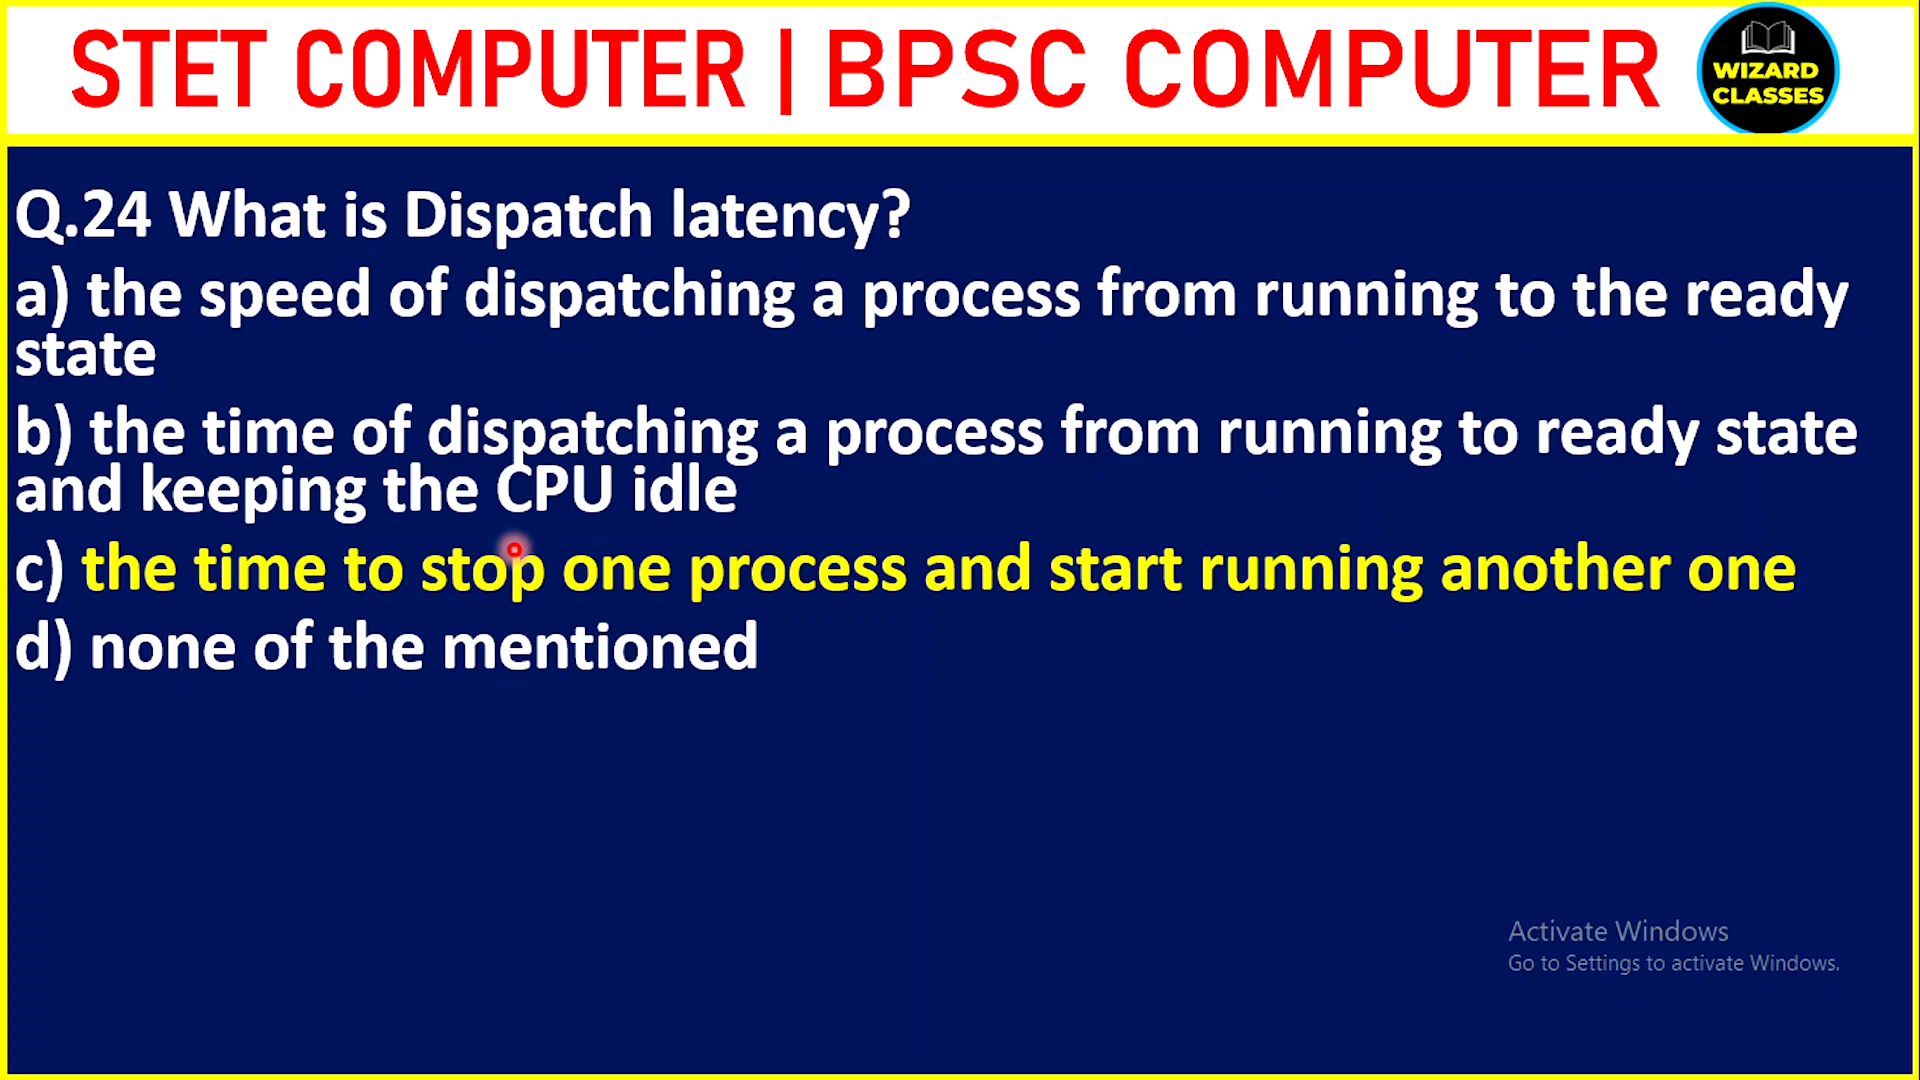 STET COMPUTER | BPSC COMPUTER
WIZARD
CLASSES
Q.24 What is Dispatch latency?
a) the speed of dispatching a process from running to the ready
state
b) the time of dispatching a process from running to ready state
and keeping the CPU idle
c) the time to stop one process and start running another one
d) none of the mentioned
Activate Windows
Go to Settings to activate Windows.